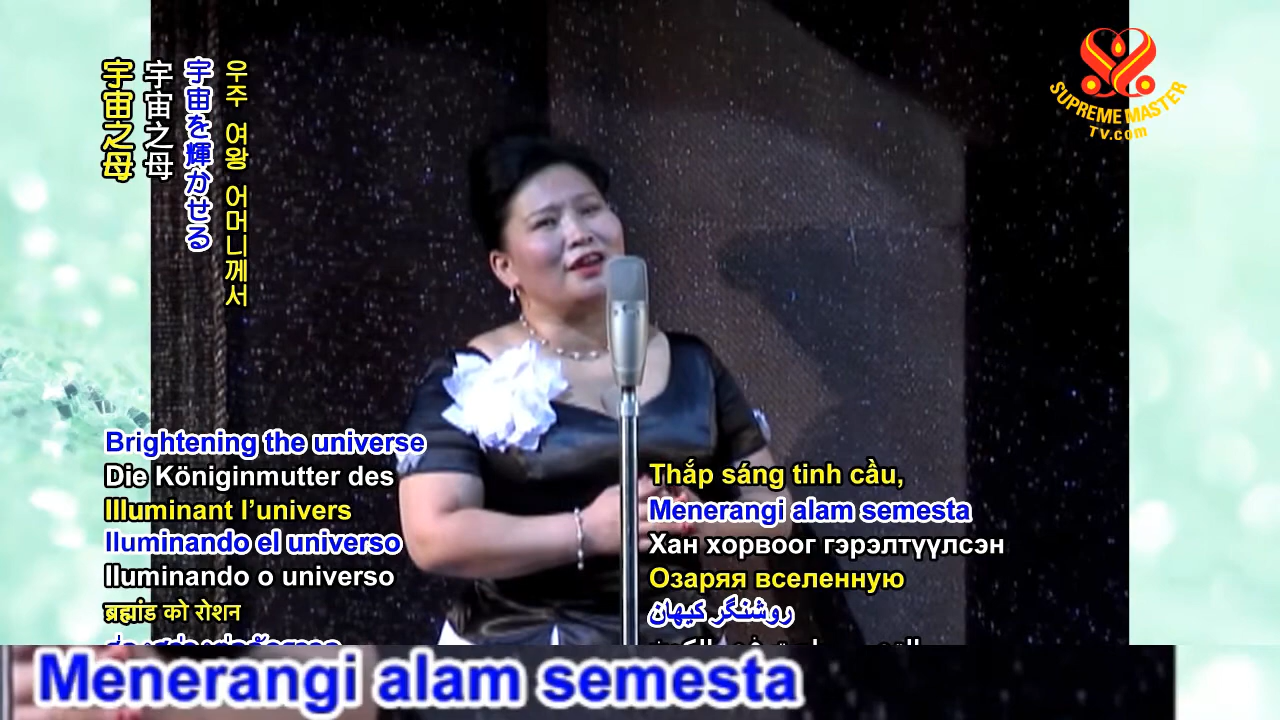 宇宙之母
宇宙之母
宇宙を輝かせる
우주 여왕 어머니께서
SUPREME MASTER
TV.com
Brightening the universe
Die Königinmutter des
Illuminant l’univers
Iluminando el universo
Iluminando o universo
ब्रह्मांड को रोशन
Thắp sáng tinh cầu,
Menerangi alam semesta
Хан хорвоог гэрэлтүүлсэн
Озаряя вселенную
روشنگر کیهان
Menerangi alam semesta